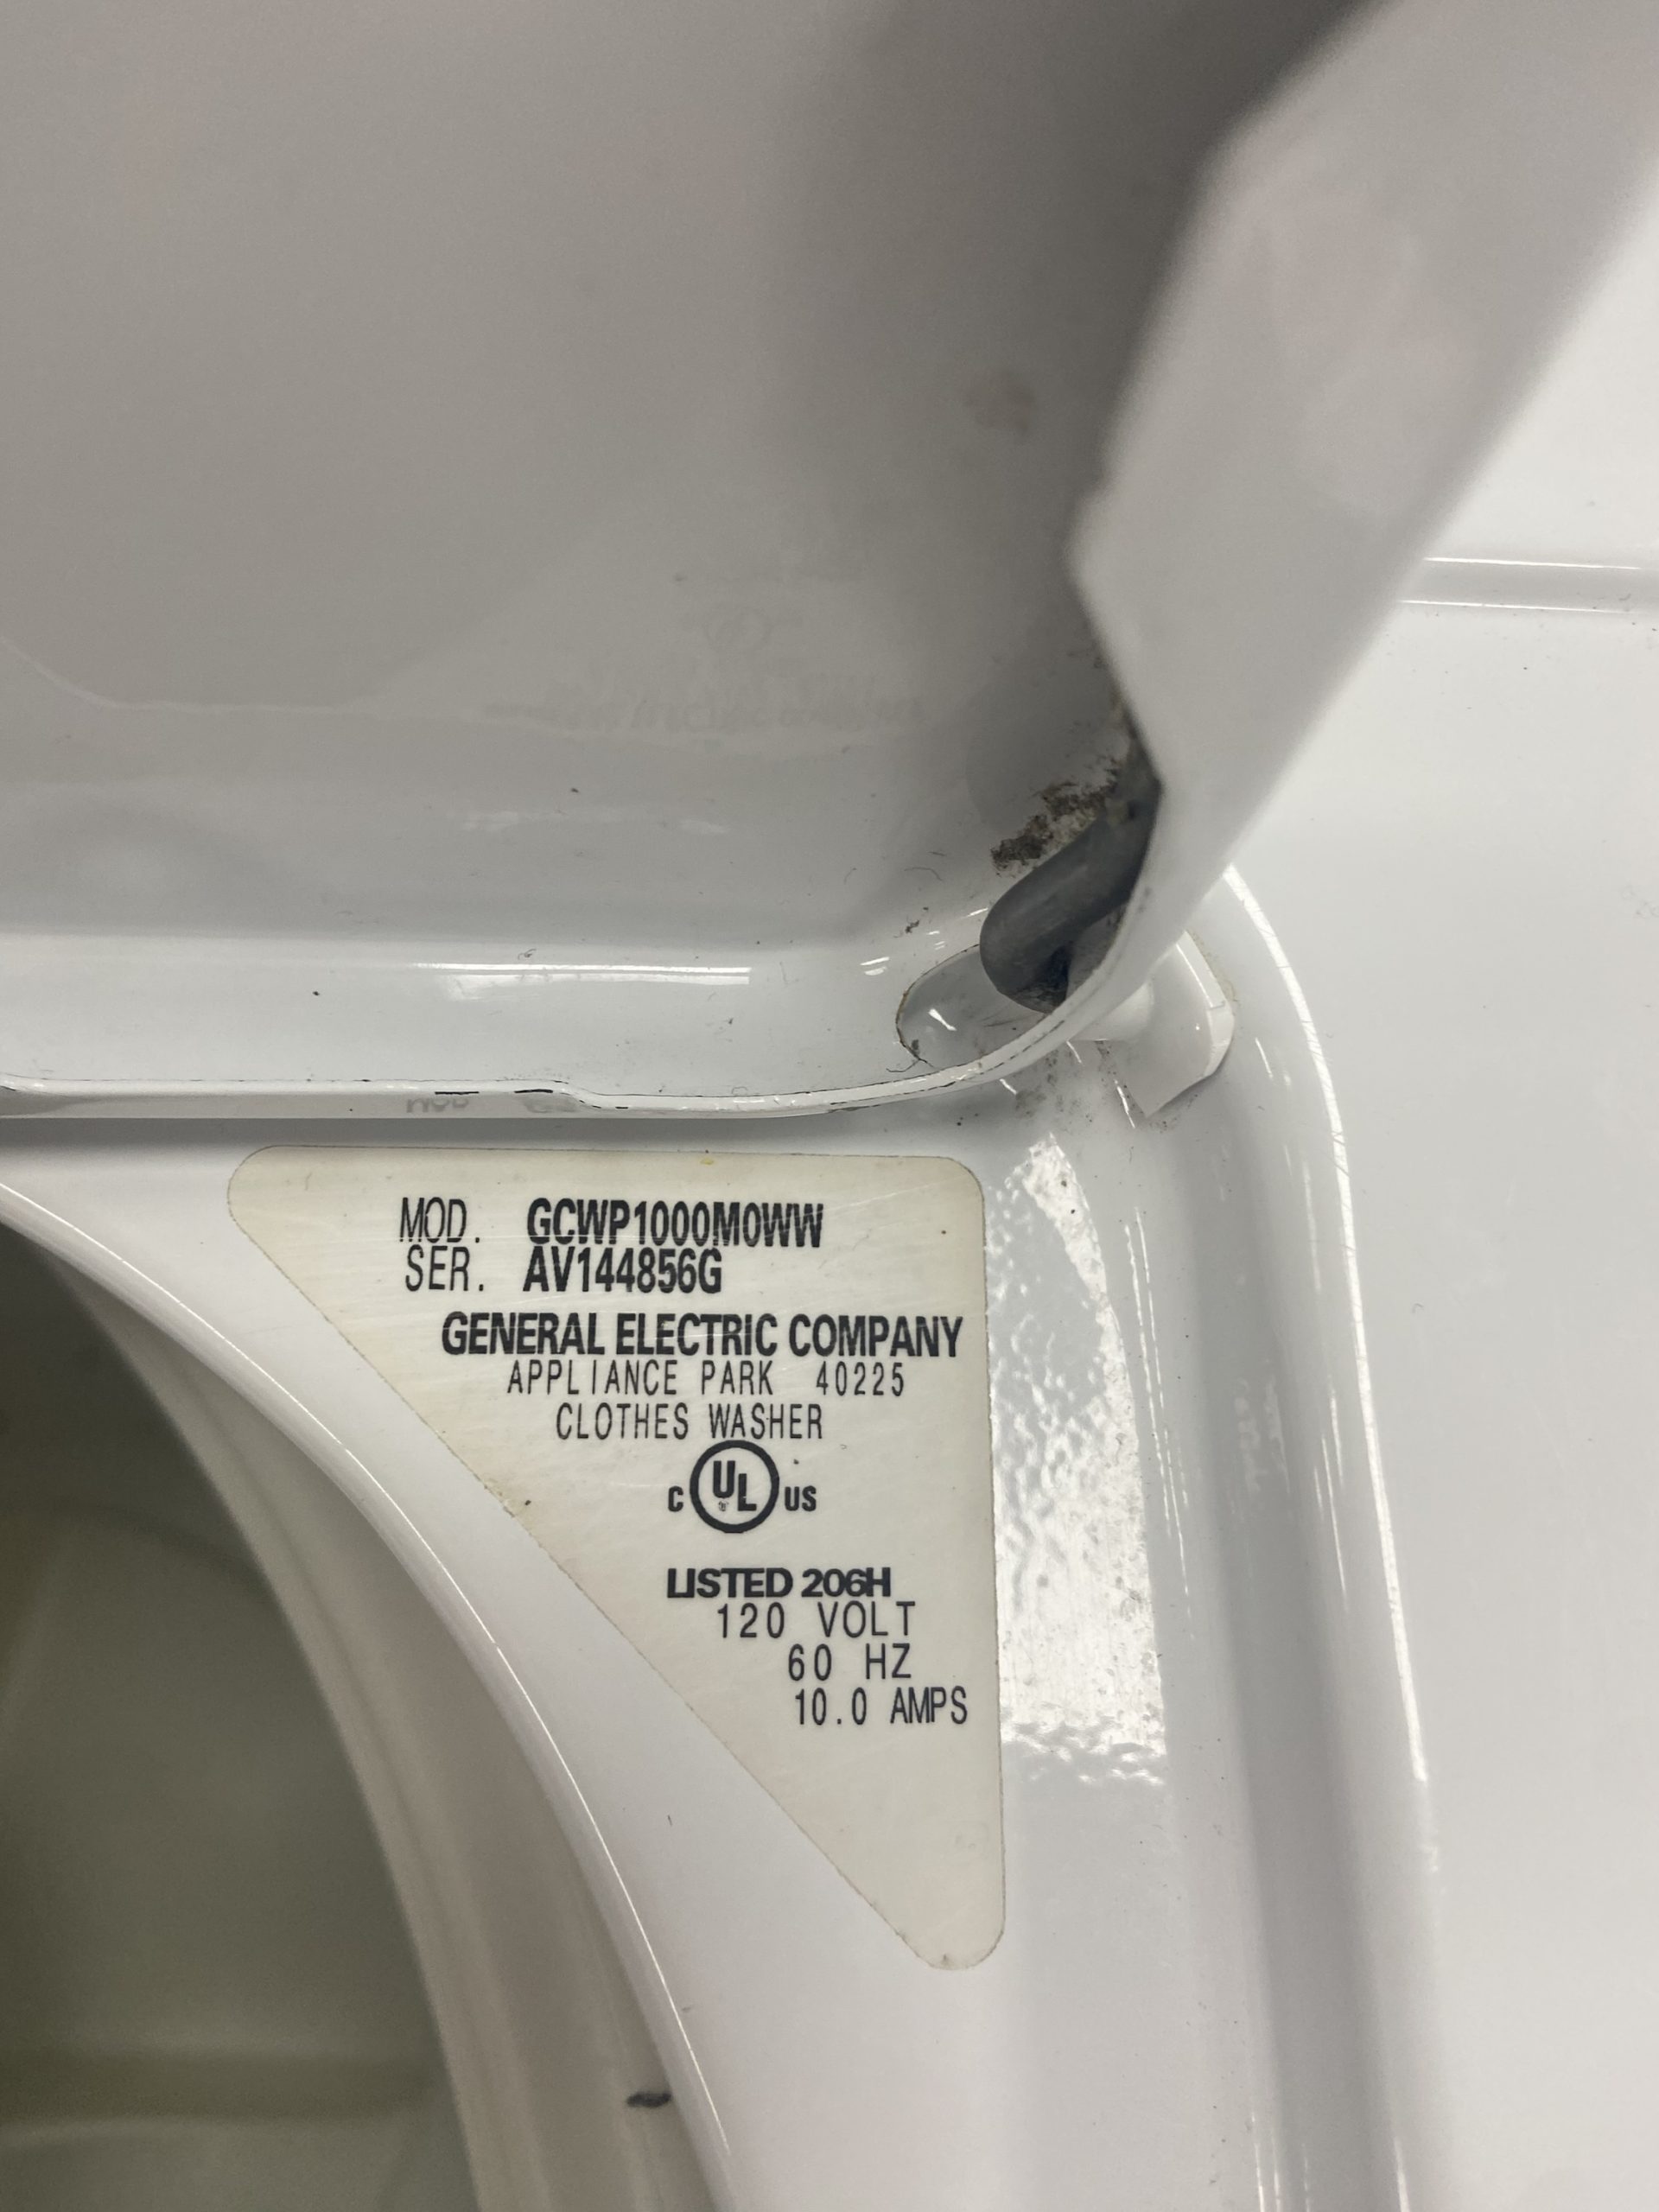 MOD. GCWP1000M0WW
SER. AV144856G
GENERAL ELECTRIC COMPANY
APPLIANCE PARK 40225
CLOTHES WASHER
C UL US
LISTED 206H
120 VOLT
60 HZ
10.0 AMPS